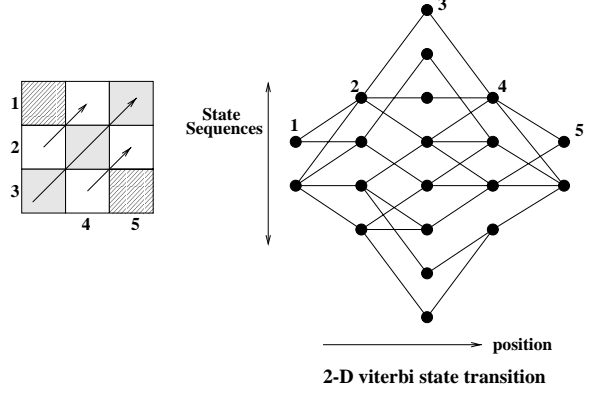 1
2
3
4 5
State
Sequences
1
2
3
4
5
position
2-D viterbi state transition